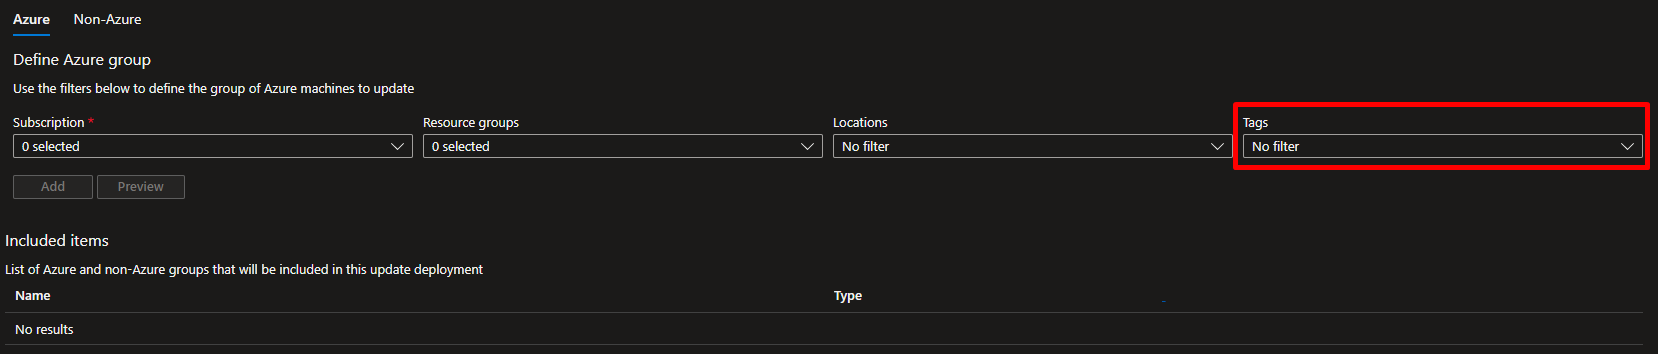 Azure Non-Azure
Define Azure group
Use the filters below to define the group of Azure machines to update
Subscription * Resource groups Locations Tags
0 selected 0 selected No filter No filter
Add Preview
Included items
List of Azure and non-Azure groups that will be included in this update deployment
Name Type
No results